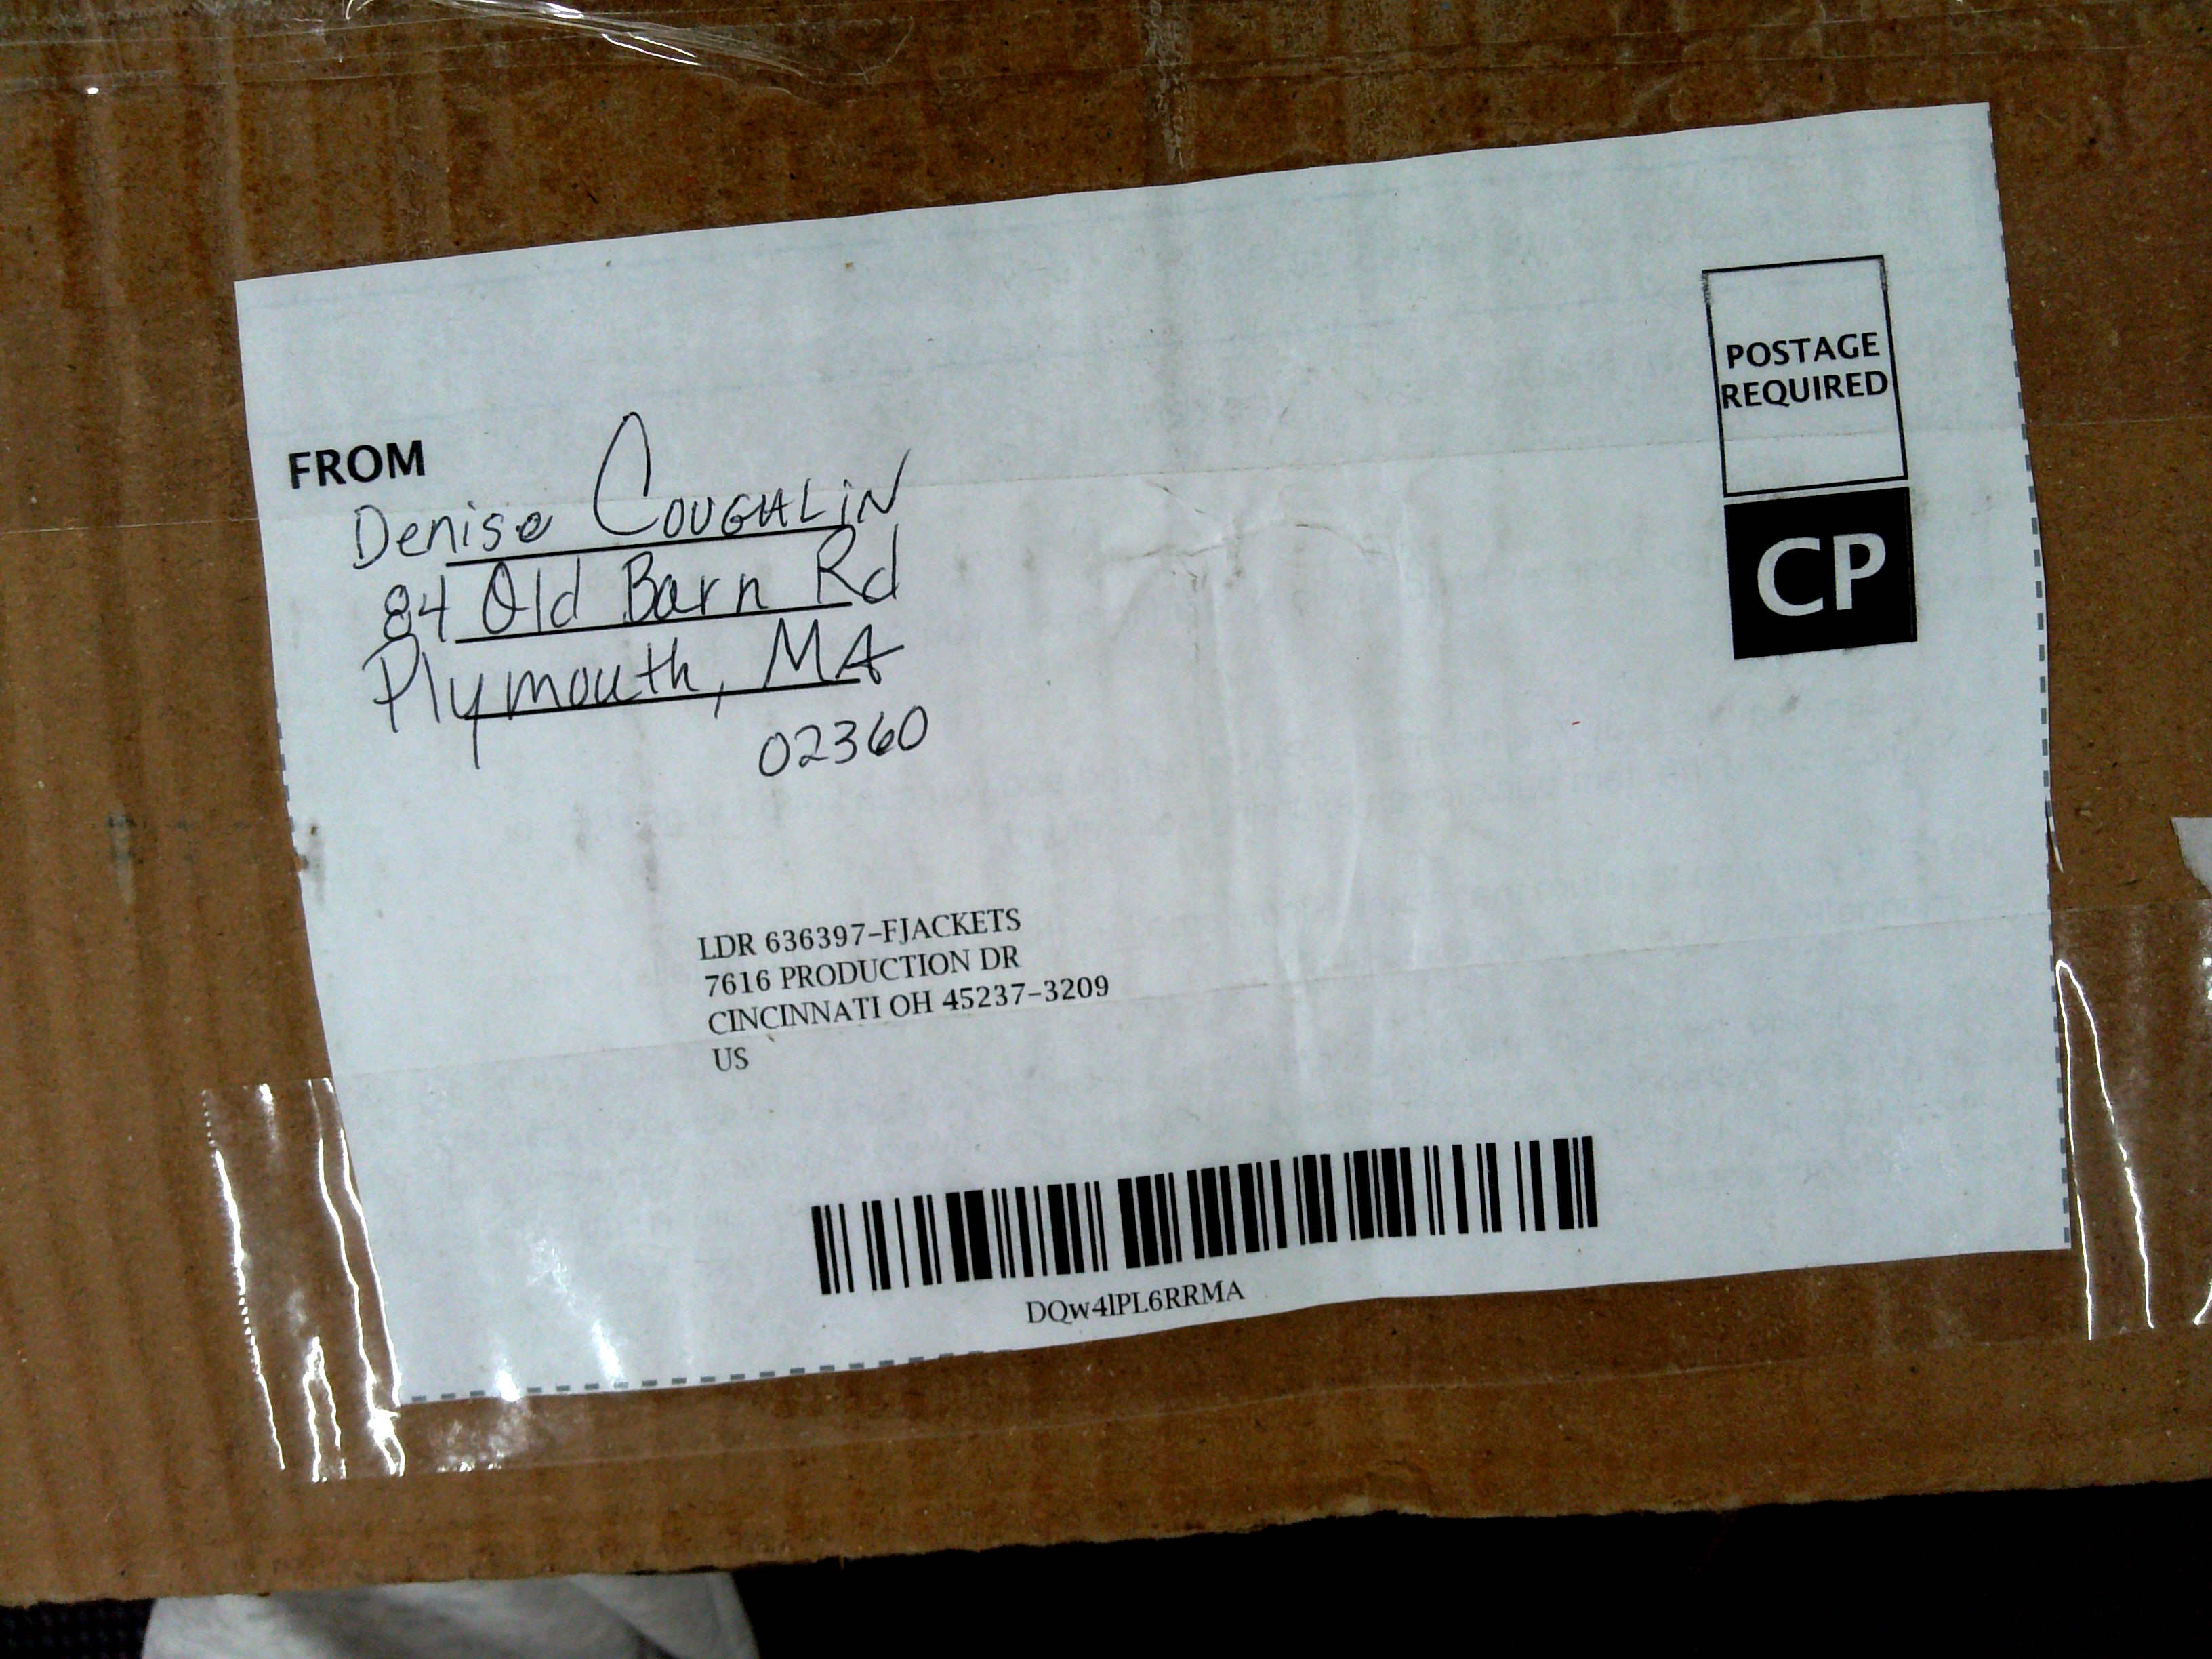 POSTAGE
REQUIRED
CP
FROM
Denise COUGHLiN
84 Old Barn Rd
Plymouth, MA
02360
LDR 636397-FJACKETS
7616 PRODUCTION DR
CINCINNATI OH 45237-3209
US
DQw4lPL6RRMA